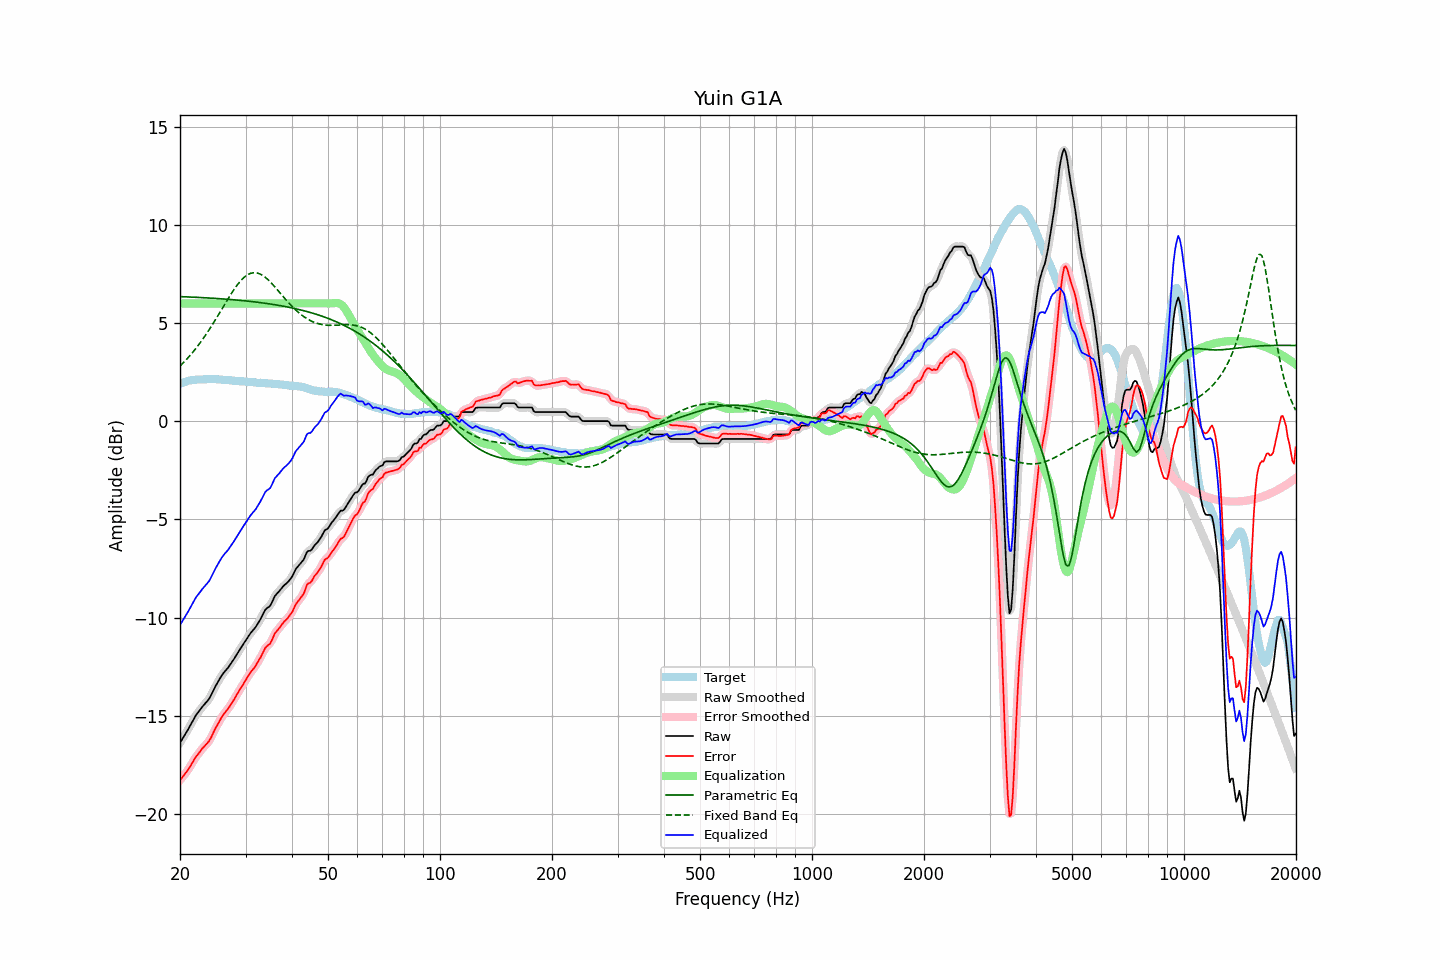 Yuin G1A
15
10
5
0
−5
−10
−15
−20
Amplitude (dBr)
20
50
100
200
500
1000
2000
5000
10000
20000
Frequency (Hz)
Target
Raw Smoothed
Error Smoothed
Raw
Error
Equalization
Parametric Eq
Fixed Band Eq
Equalized